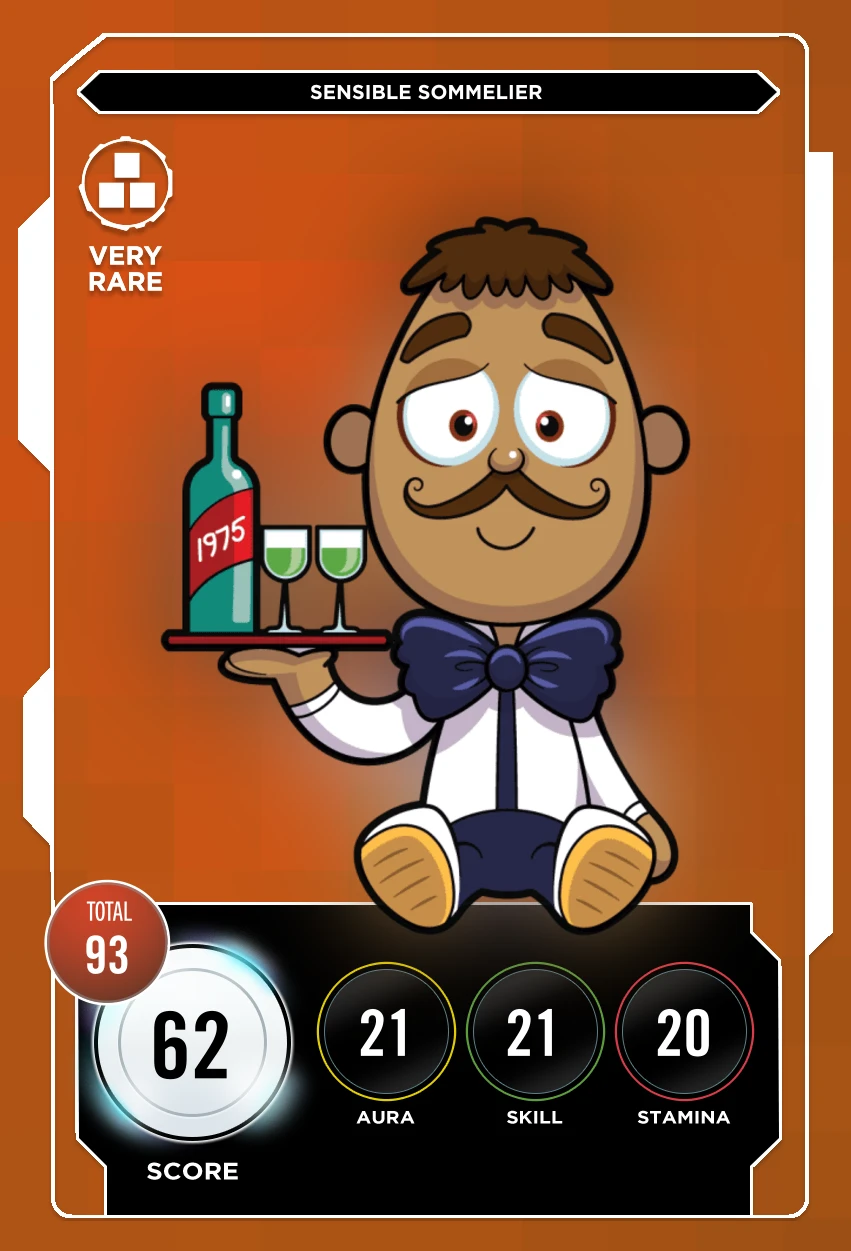 SENSIBLE SOMMELIER
VERY
RARE
1975
TOTAL
93
62
SCORE
21
AURA
21
SKILL
20
STAMINA